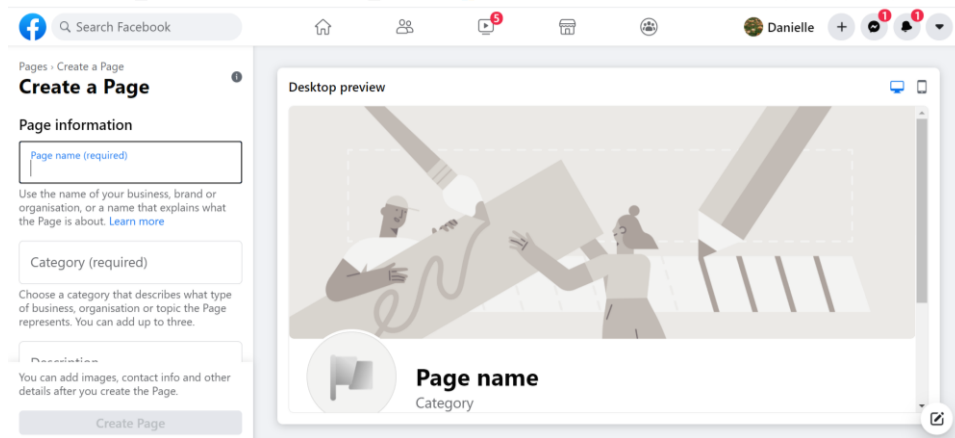 Search Facebook
5
Danielle
1
1
Pages › Create a Page
Create a Page
Page information
Page name (required)
Use the name of your business, brand or
organisation, or a name that explains what
the Page is about. Learn more
Category (required)
Choose a category that describes what type
of business, organisation or topic the Page
represents. You can add up to three.
Description
You can add images, contact info and other
details after you create the Page.
Create Page
Desktop preview
Page name
Category